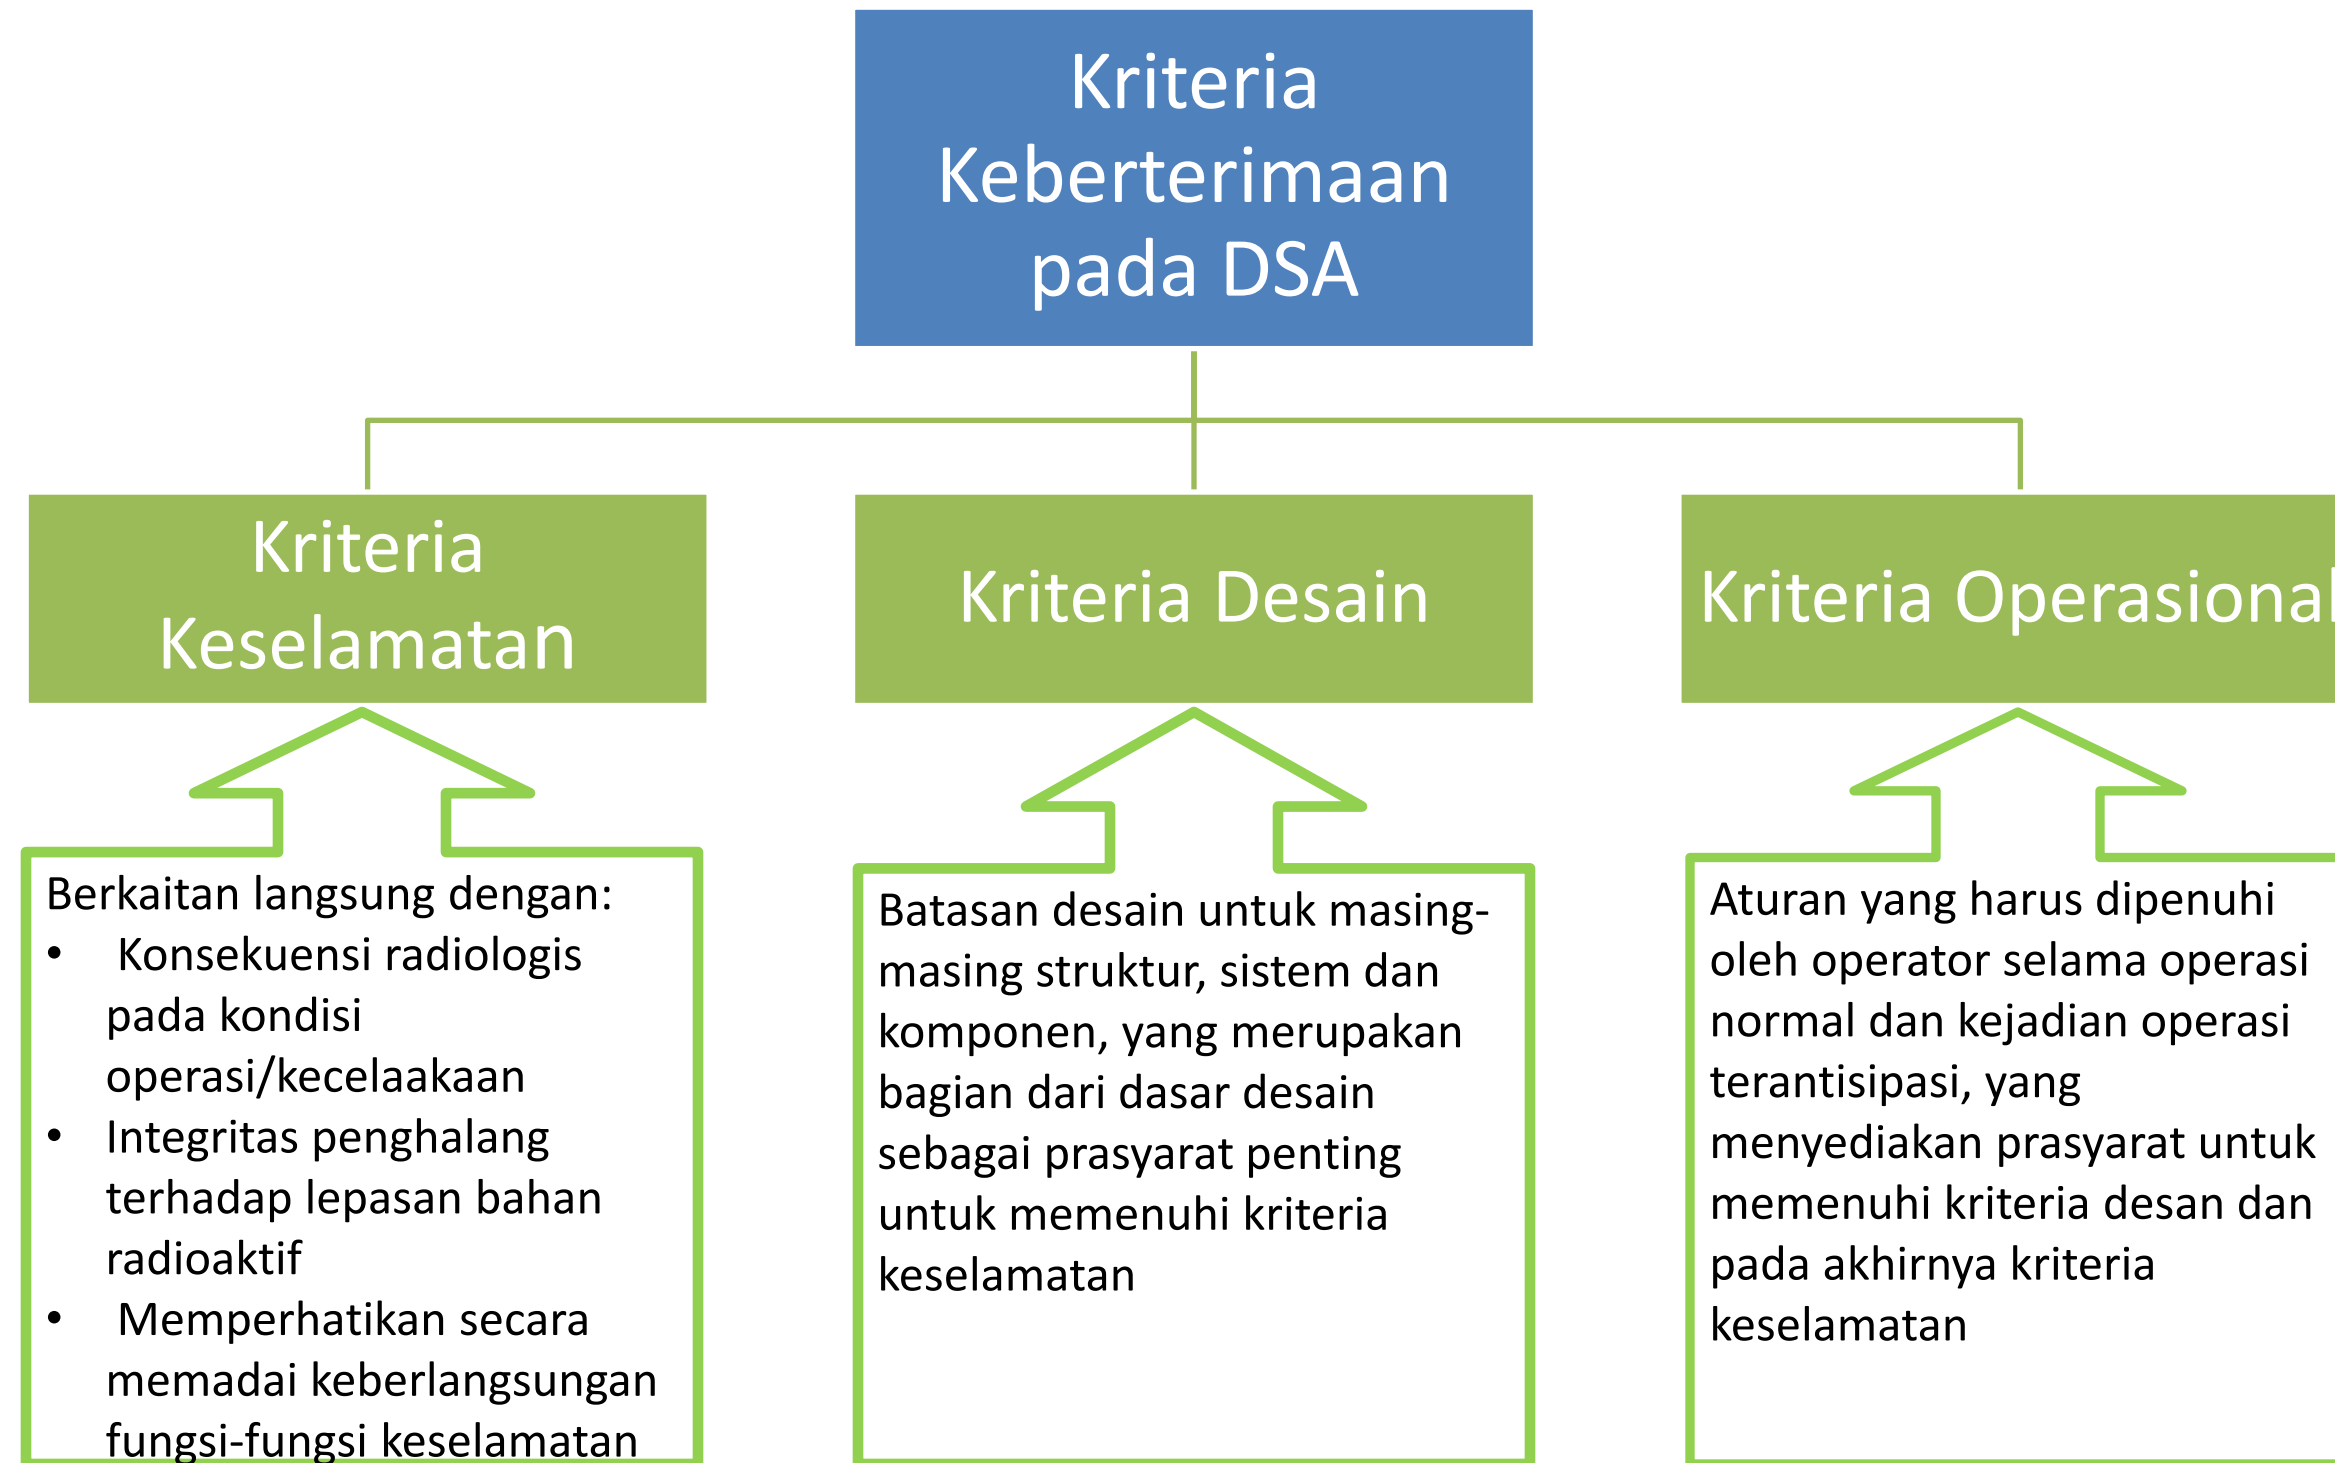 Kriteria
Keberterimaan
pada DSA
Kriteria
Keselamatan
Kriteria Desain
Kriteria Operasional
Berkaitan langsung dengan:
• Konsekuensi radiologis
pada kondisi
operasi/kecelaakaan
• Integritas penghalang
terhadap lepasan bahan
radioaktif
• Memperhatikan secara
memadai keberlangsungan
fungsi-fungsi keselamatan
Batasan desain untuk masing-
masing struktur, sistem dan
komponen, yang merupakan
bagian dari dasar desain
sebagai prasyarat penting
untuk memenuhi kriteria
keselamatan
Aturan yang harus dipenuhi
oleh operator selama operasi
normal dan kejadian operasi
terantisipasi, yang
menyediakan prasyarat untuk
memenuhi kriteria desan dan
pada akhirnya kriteria
keselamatan